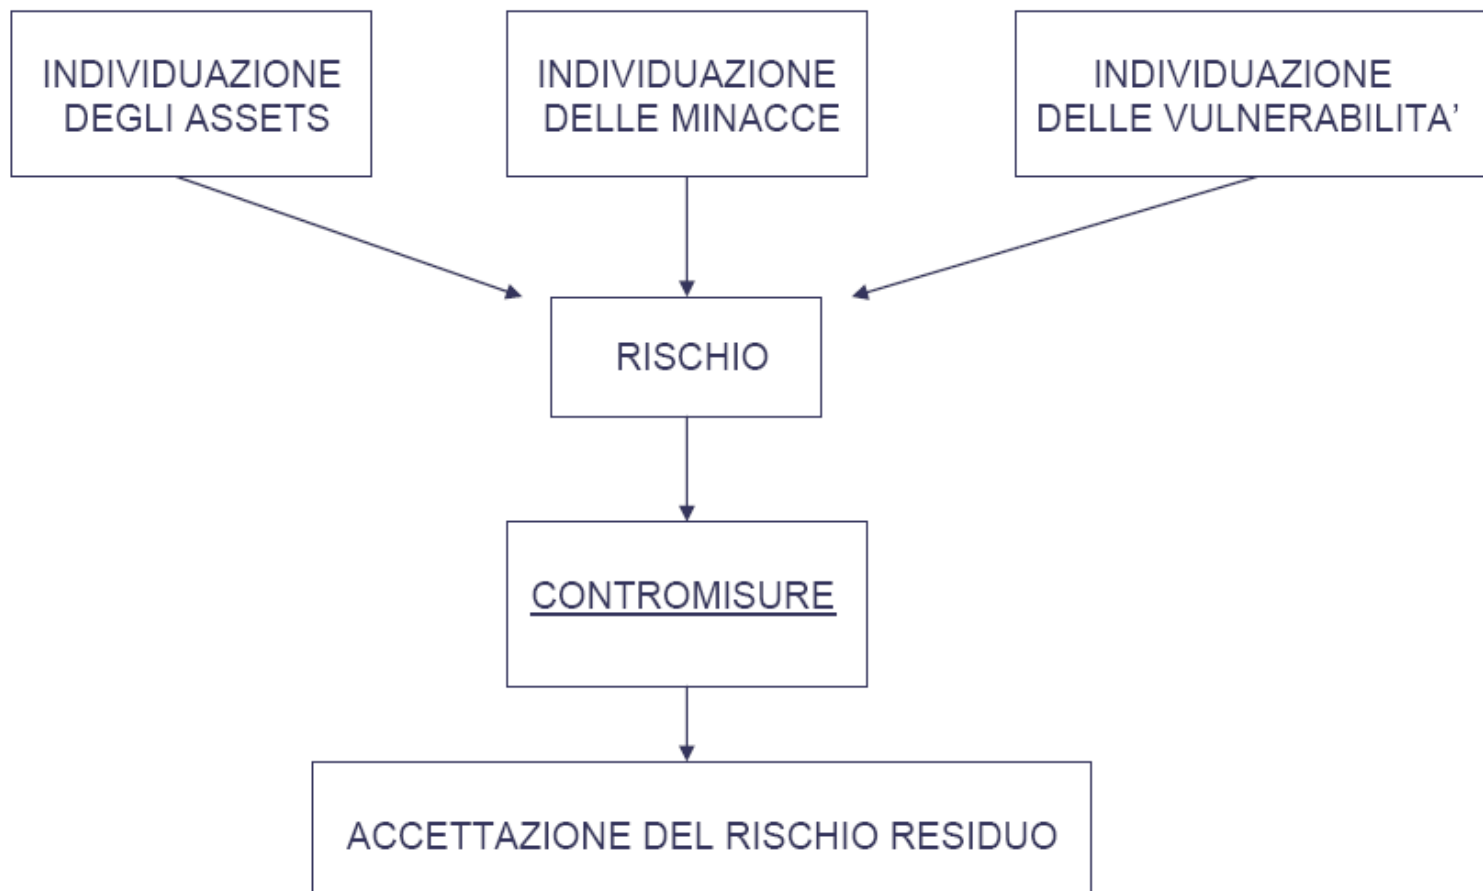 INDIVIDUAZIONE
DEGLI ASSETS
INDIVIDUAZIONE
DELLE MINACCE
INDIVIDUAZIONE
DELLE VULNERABILITA’
RISCHIO
CONTROMISURE
ACCETTAZIONE DEL RISCHIO RESIDUO